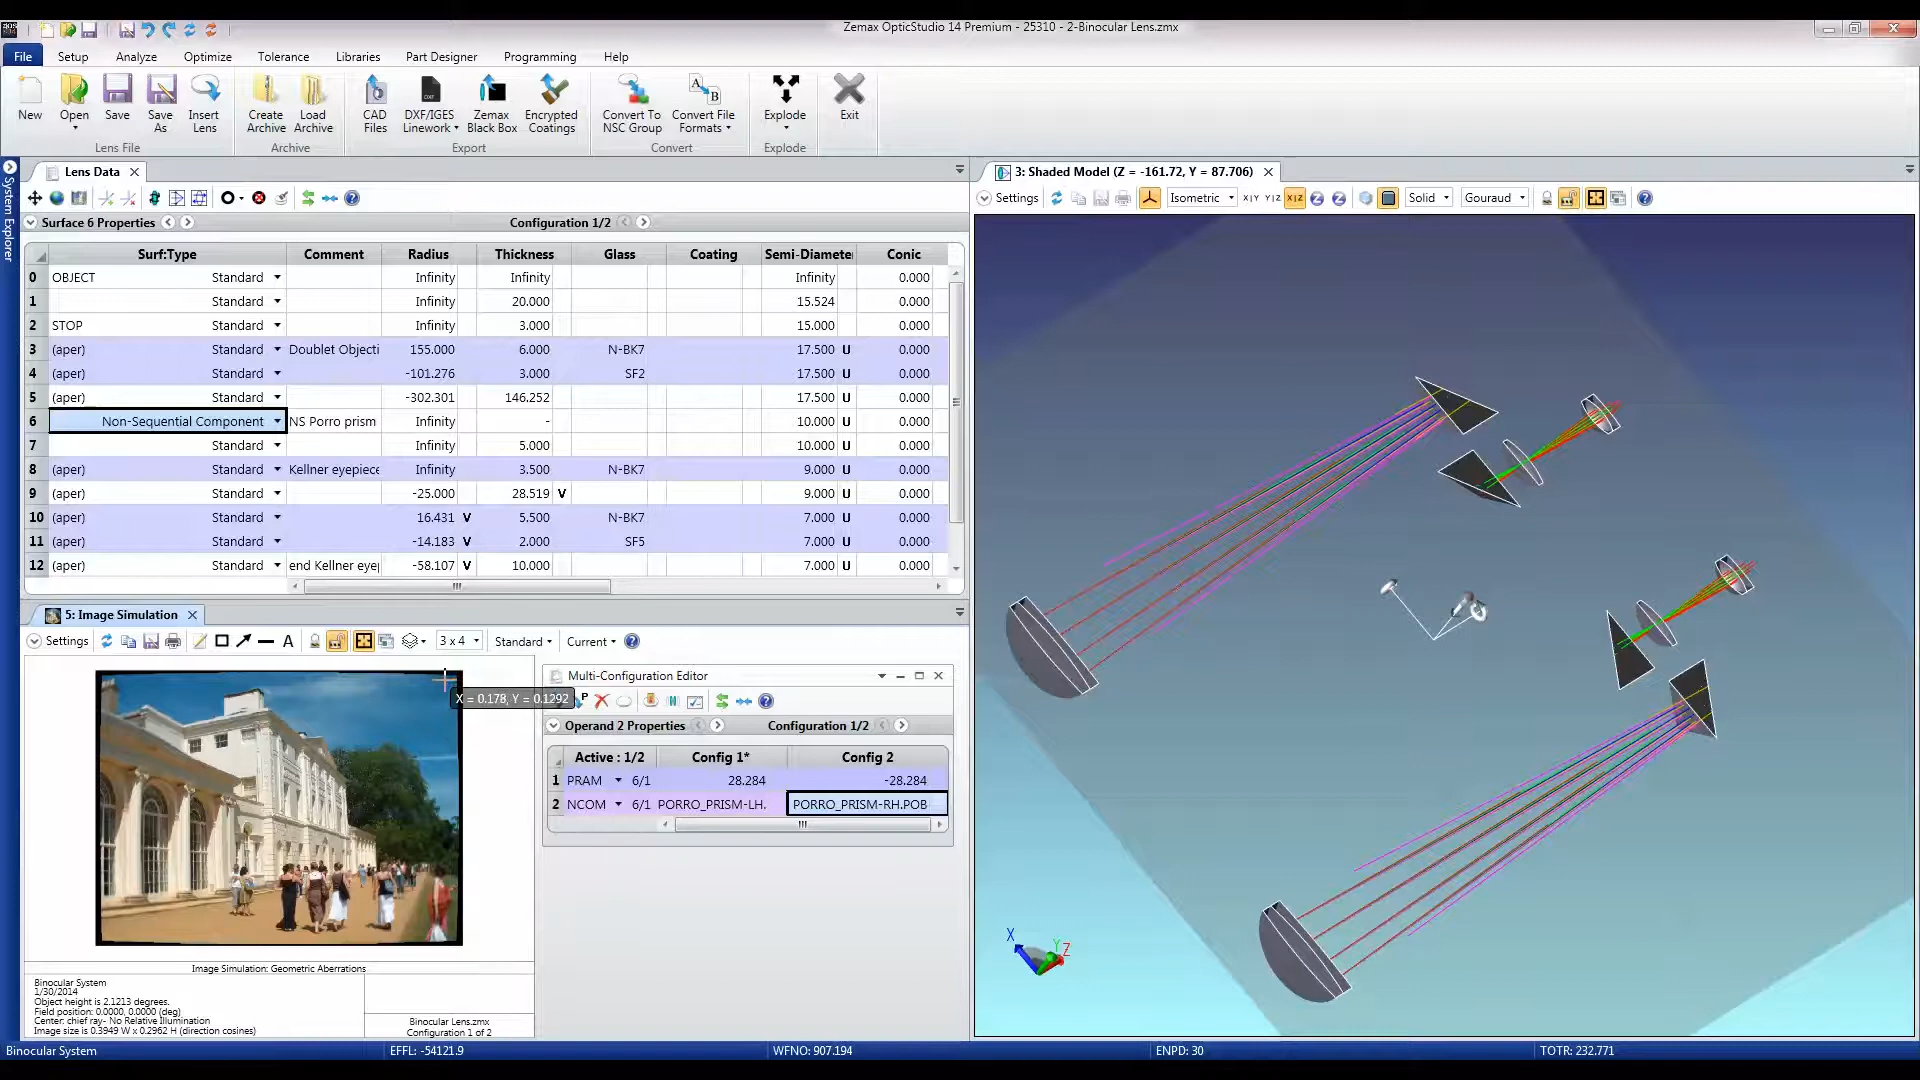 Zemax OpticStudio 14 Premium - 25310 - 2-Binocular Lens.zmx
File Setup Analyze Optimize Tolerance Libraries Part Designer Programming Help
New Open Save Save As Insert Lens Create Archive Load Archive CAD Files DXF/IGES Linework Zemax Black Box Encrypted Coatings Convert To NSC Group Convert File Formats Explode Exit
Lens File Archive Export Convert Explode
System Explorer
Lens Data
Surface 6 Properties Configuration 1/2
Surf:Type Comment Radius Thickness Glass Coating Semi-Diamete Conic
0 OBJECT Standard Infinity Infinity Infinity 0.000
1 Standard Infinity 20.000 15.524 0.000
2 STOP Standard Infinity 3.000 15.000 0.000
3 (aper) Standard Doublet Objecti 155.000 6.000 N-BK7 17.500 U 0.000
4 (aper) Standard -101.276 3.000 SF2 17.500 U 0.000
5 (aper) Standard -302.301 146.252 17.500 U 0.000
6 Non-Sequential Component NS Porro prism Infinity - 10.000 U 0.000
7 Standard Infinity 5.000 10.000 U 0.000
8 (aper) Standard Kellner eyepiece Infinity 3.500 N-BK7 9.000 U 0.000
9 (aper) Standard -25.000 28.519 V 9.000 U 0.000
10 (aper) Standard 16.431 V 5.500 N-BK7 7.000 U 0.000
11 (aper) Standard -14.183 V 2.000 SF5 7.000 U 0.000
12 (aper) Standard end Kellner eye -58.107 V 10.000 7.000 U 0.000
5: Image Simulation
Settings A 3 x 4 Standard Current
X = 0.178, Y = 0.1292
Image Simulation: Geometric Aberrations
Binocular System
1/30/2014
Object height is 2.1213 degrees.
Field position: 0.0000, 0.0000 (deg)
Center: chief ray- No Relative Illumination
Image size is 0.3949 W x 0.2962 H (direction cosines)
Binocular Lens.zmx
Configuration 1 of 2
Multi-Configuration Editor
Operand 2 Properties Configuration 1/2
Active : 1/2 Config 1* Config 2
1 PRAM 6/1 28.284 -28.284
2 NCOM 6/1 PORRO_PRISM-LH. PORRO_PRISM-RH.POB
3: Shaded Model (Z = -161.72, Y = 87.706)
Settings Isometric X|Y Y|Z X|Z Solid Gouraud
X Y Z
Binocular System EFFL: -54121.9 WFNO: 907.194 ENPD: 30 TOTR: 232.771